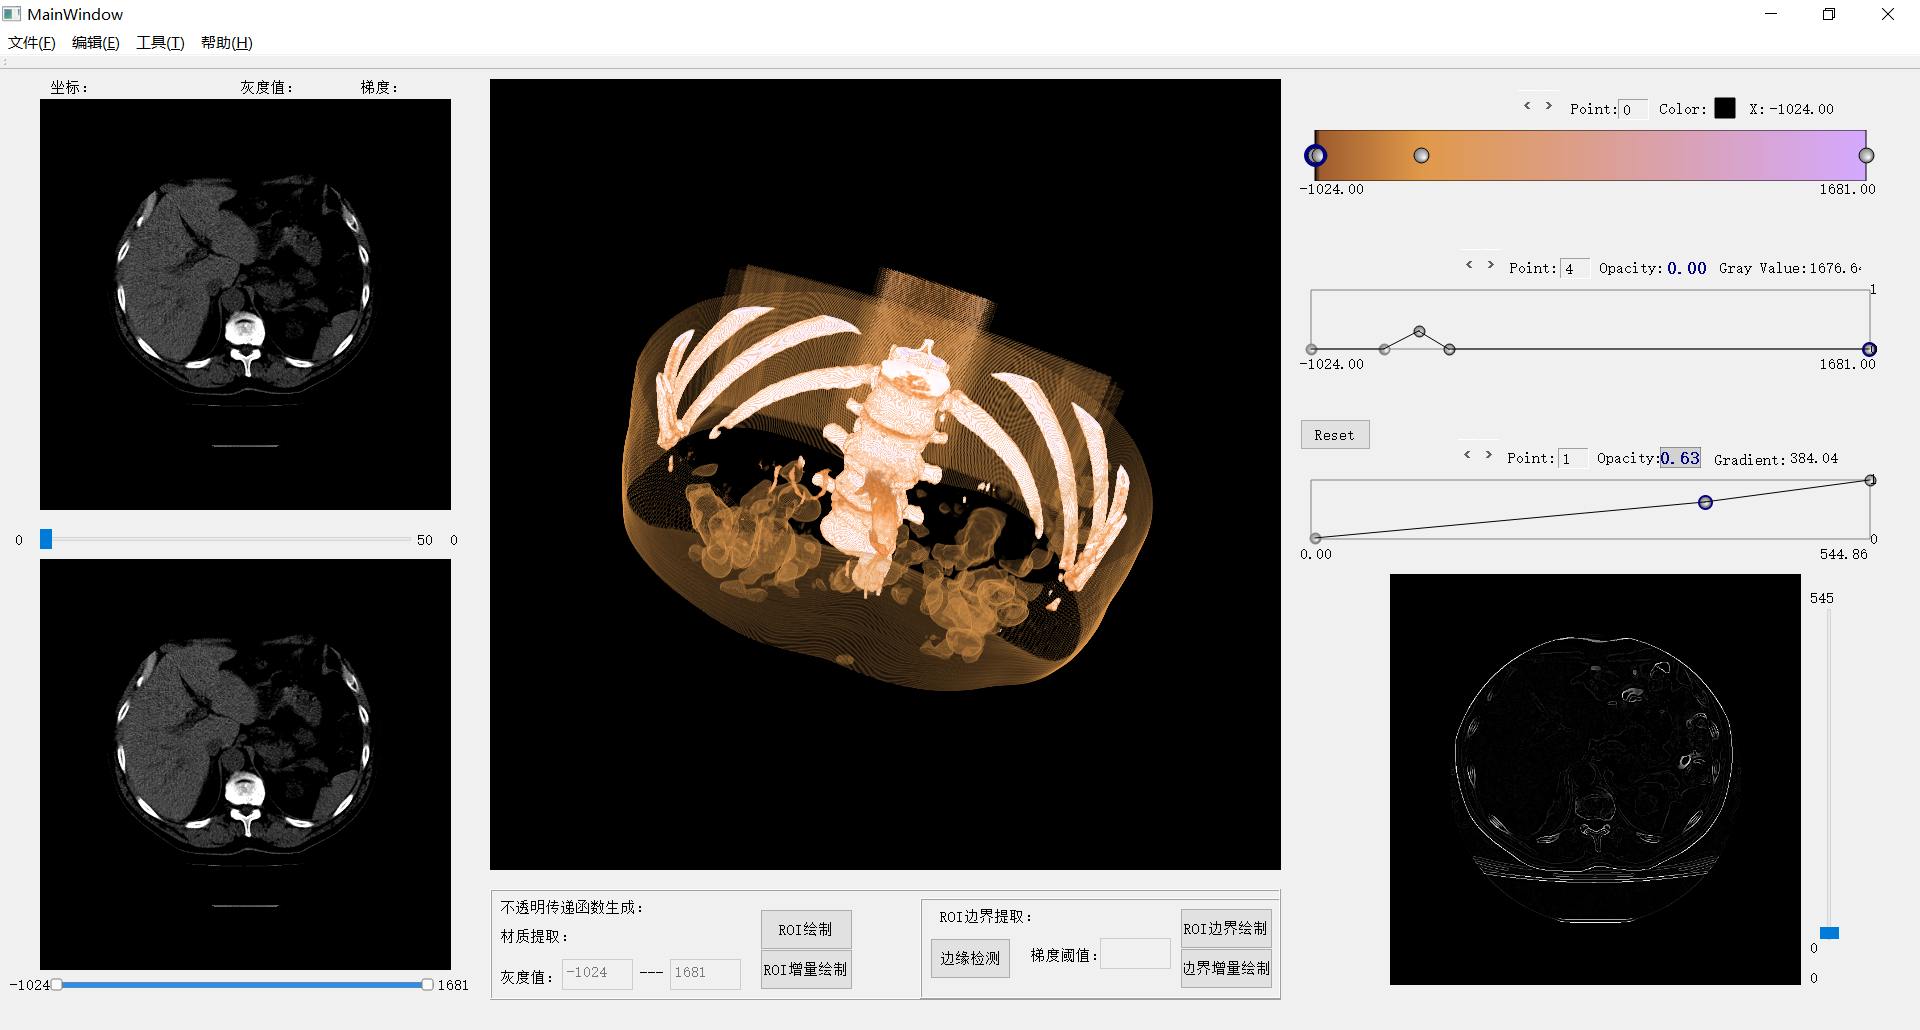 MainWindow
文件(F) 编辑(E) 工具(T) 帮助(H)
坐标: 灰度值: 梯度:
0 50 0
-1024 1681
不透明传递函数生成:
材质提取:
灰度值: -1024 --- 1681
ROI绘制
ROI增量绘制
ROI边界提取:
边缘检测 梯度阈值:
ROI边界绘制
边界增量绘制
< > Point: 0 Color: X: -1024.00
-1024.00 1681.00
< > Point: 4 Opacity: 0.00 Gray Value:1676.6
1
-1024.00 1681.00
Reset
< > Point: 1 Opacity: 0.63 Gradient: 384.04
1
0
0.00 544.86
545
0
0